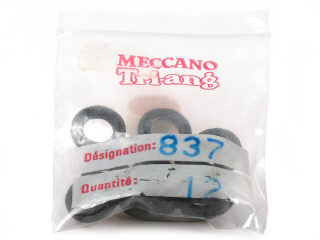 MECCANO
Tri-ang
Désignation: 837
Quantité: 12